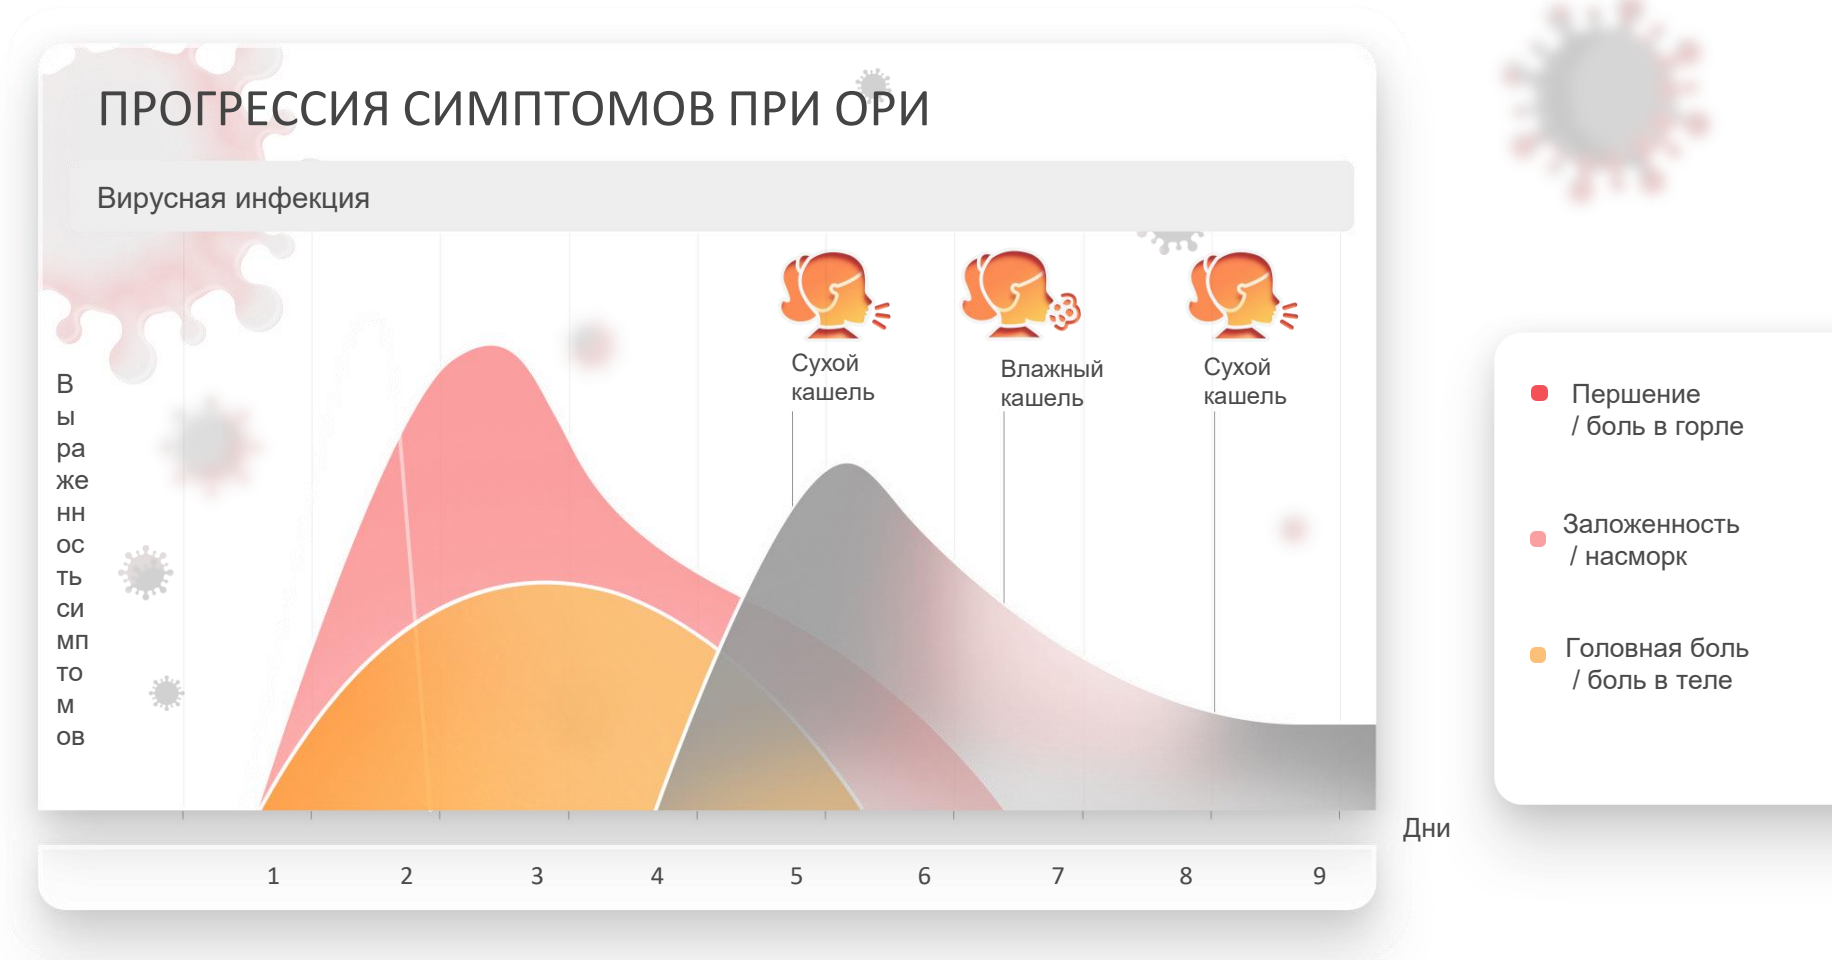 ПРОГРЕССИЯ СИМПТОМОВ ПРИ ОРИ
Вирусная инфекция
Сухой
кашель
Влажный
кашель
Сухой
кашель
В
ы
ра
же
нн
ос
ть
си
мп
то
м
ов
Першение
/ боль в горле
Заложенность
/ насморк
Головная боль
/ боль в теле
Дни
1 2 3 4 5 6 7 8 9